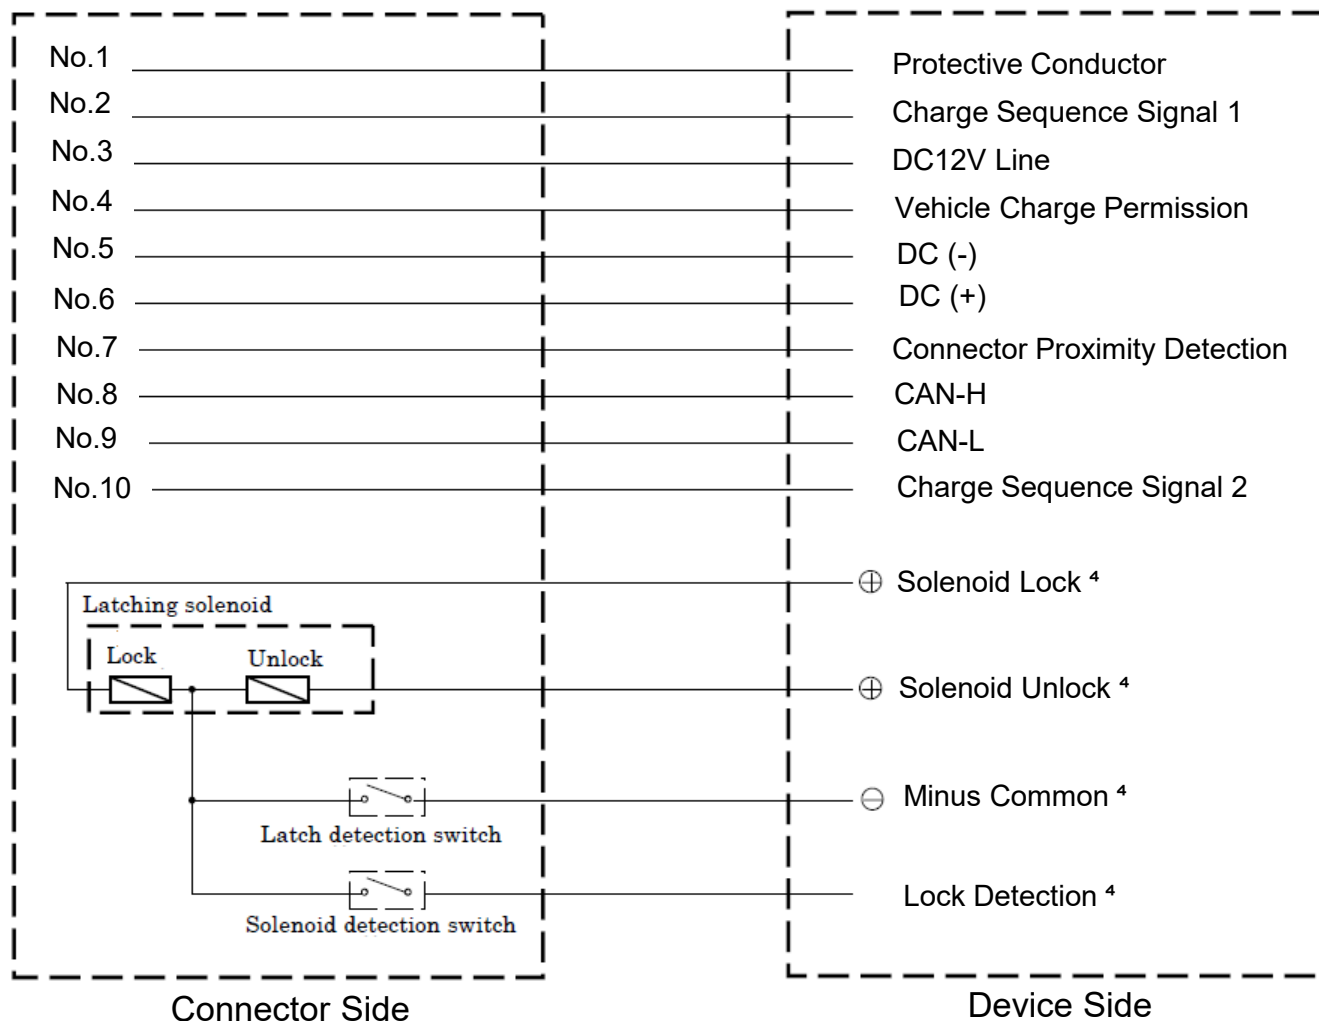 No.1 Protective Conductor
No.2 Charge Sequence Signal 1
No.3 DC12V Line
No.4 Vehicle Charge Permission
No.5 DC (-)
No.6 DC (+)
No.7 Connector Proximity Detection
No.8 CAN-H
No.9 CAN-L
No.10 Charge Sequence Signal 2
⊕ Solenoid Lock ⁴
Latching solenoid
Lock Unlock
⊕ Solenoid Unlock ⁴
⊖ Minus Common ⁴
Latch detection switch
Lock Detection ⁴
Solenoid detection switch
Connector Side Device Side